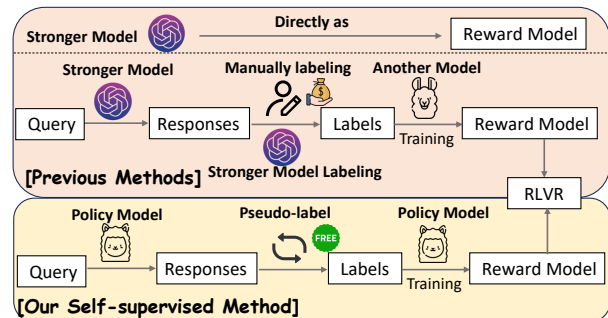 Directly as
Stronger Model
Reward Model
Stronger Model
Manually labeling
Another Model
Query
Responses
Labels
Training
Reward Model
Stronger Model Labeling
[Previous Methods]
RLVR
Policy Model
Pseudo-label
FREE
Policy Model
Query
Responses
Labels
Training
Reward Model
[Our Self-supervised Method]